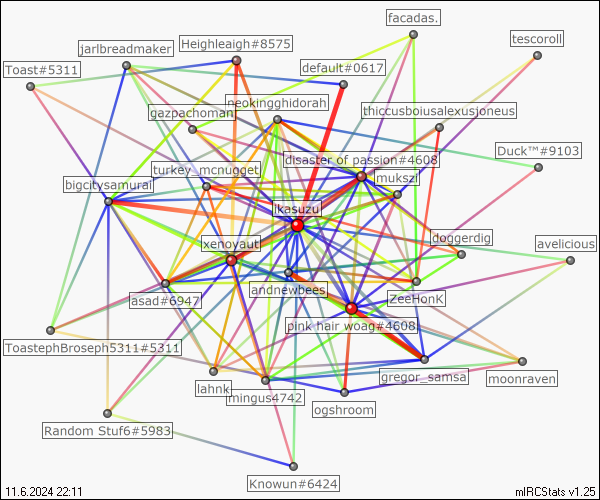 facadas.
tescoroll
jarlbreadmaker
Heighleaigh#8575
Toast#5311
default#0617
neokingghidorah
gazpachoman
thiccusboiusalexusjoneus
Duck™#9103
disaster of passion#4608
turkey_mcnugget
mukszi
bigcitysamurai
ikasuzu
xenoyaut
doggerdig
avelicious
andnewbees
asad#6947
ZeeHonK
pink hair woag#4608
ToastephBroseph5311#5311
gregor_samsa
moonraven
lahnk
mingus4742
ogshroom
Random Stuf6#5983
Knowun#6424
11.6.2024 22:11
mIRCStats v1.25